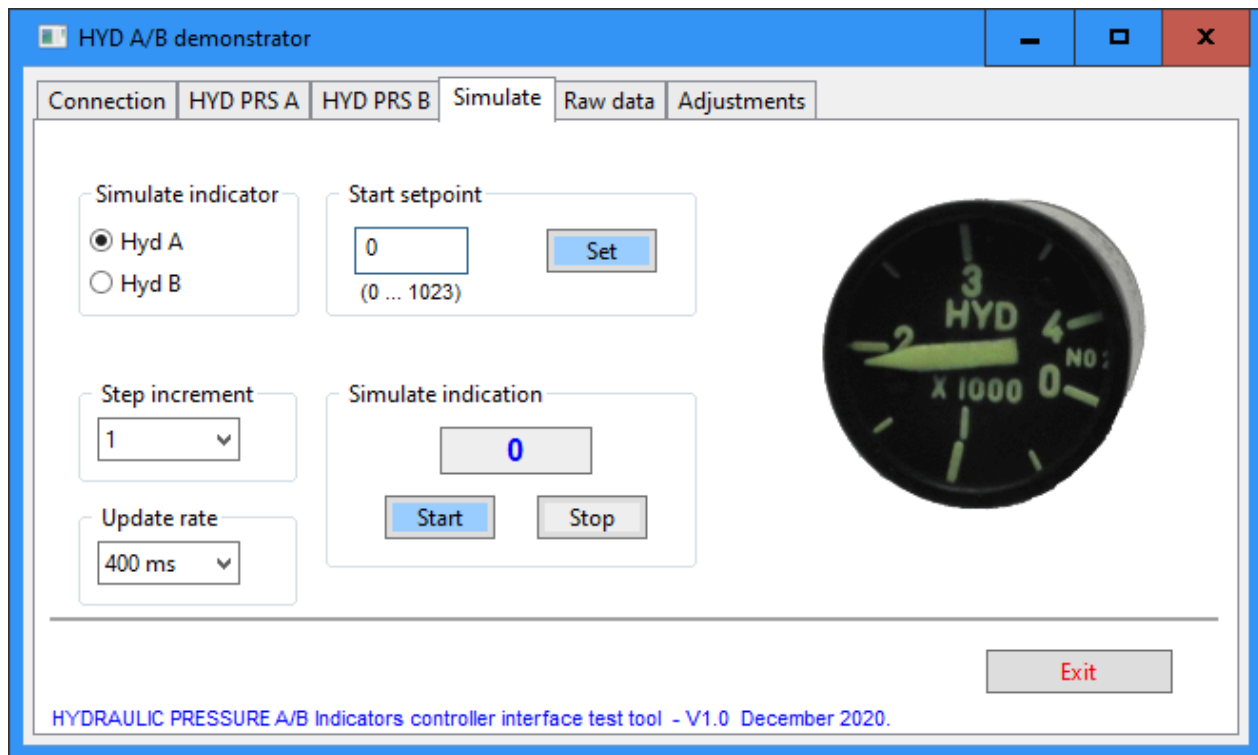 HYD A/B demonstrator
Connection HYD PRS A HYD PRS B Simulate Raw data Adjustments
Simulate indicator
Hyd A
Hyd B
Start setpoint
0
Set
(0 ... 1023)
Step increment
1
Update rate
400 ms
Simulate indication
0
Start Stop
3
HYD
2 4
NO
X 1000 0
Exit
HYDRAULIC PRESSURE A/B Indicators controller interface test tool - V1.0 December 2020.